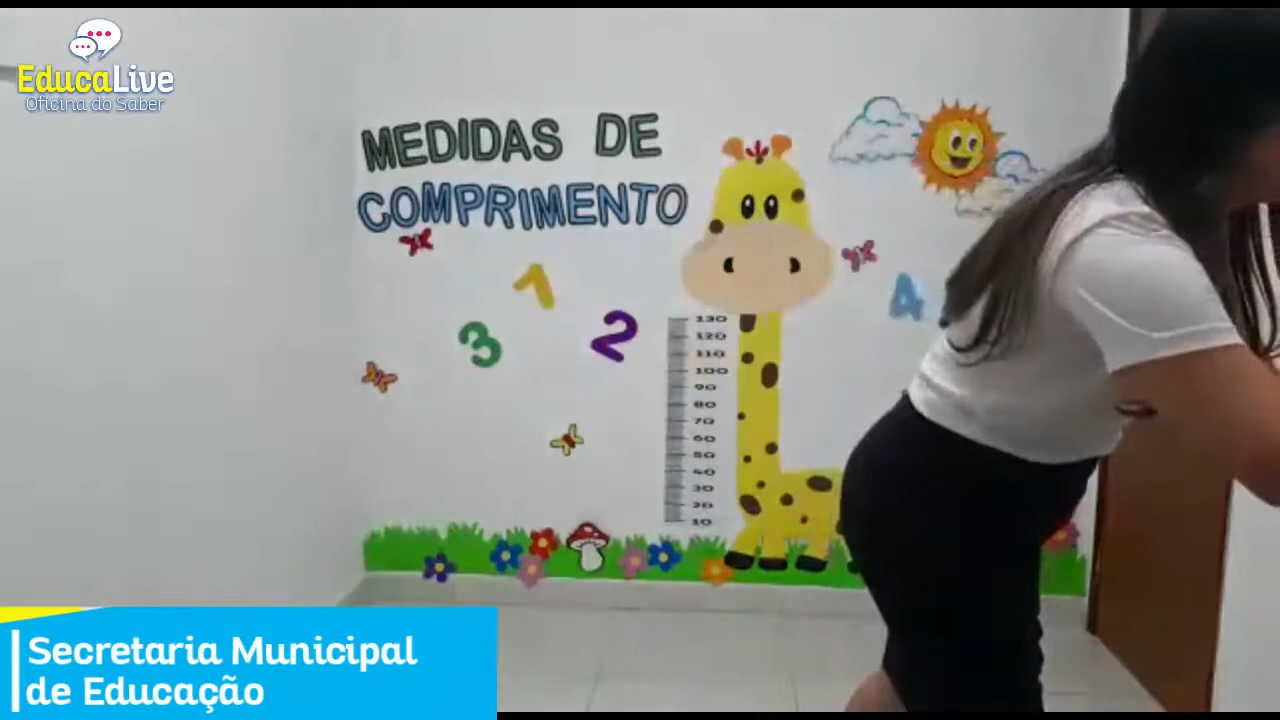 EducaLive
Oficina do Saber
MEDIDAS DE
COMPRIMENTO
1
3
2
4
130
120
110
100
90
80
70
60
50
40
30
20
10
Secretaria Municipal
de Educação